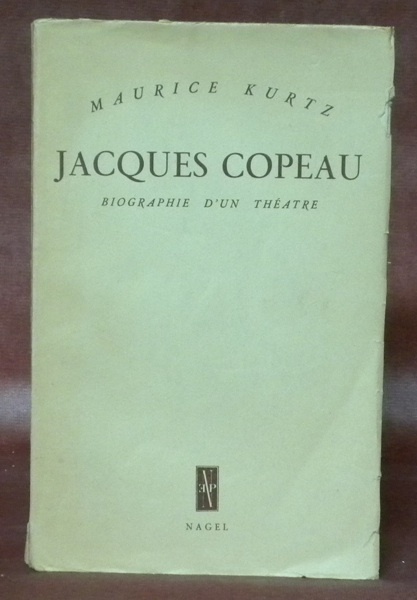 MAURICE KURTZ
JACQUES COPEAU
BIOGRAPHIE D'UN THÉATRE
NAGEL